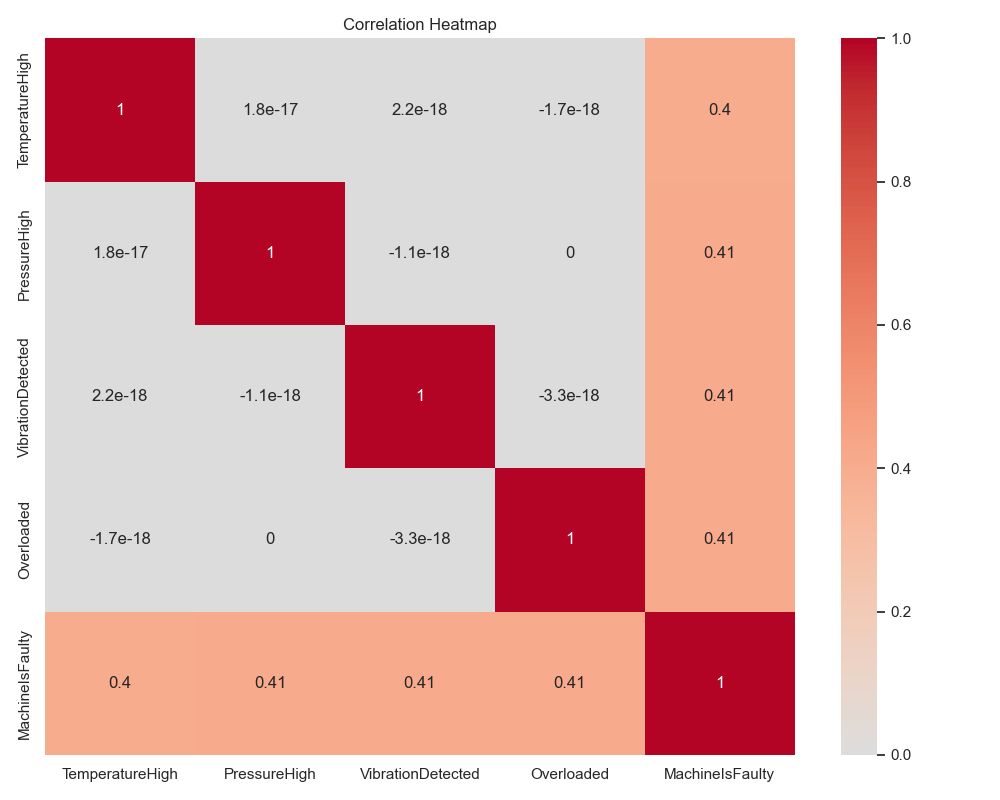 Correlation Heatmap
TemperatureHigh 1 1.8e-17 2.2e-18 -1.7e-18 0.4
PressureHigh 1.8e-17 1 -1.1e-18 0 0.41
VibrationDetected 2.2e-18 -1.1e-18 1 -3.3e-18 0.41
Overloaded -1.7e-18 0 -3.3e-18 1 0.41
MachineIsFaulty 0.4 0.41 0.41 0.41 1
TemperatureHigh PressureHigh VibrationDetected Overloaded MachineIsFaulty
1.0
0.8
0.6
0.4
0.2
0.0